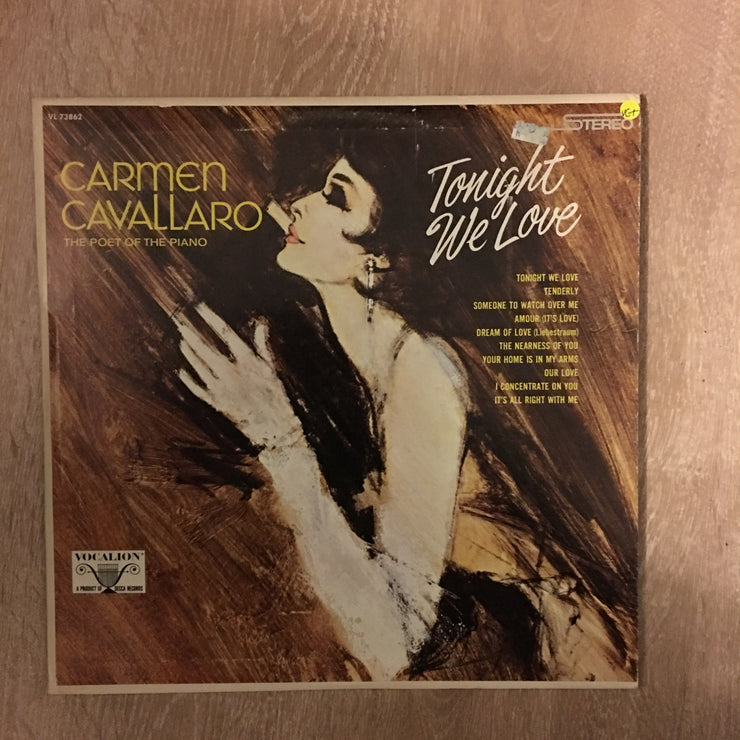 VL 73862
STEREO
VG+
CARMEN
CAVALLARO
THE POET OF THE PIANO
Tonight
We Love
TONIGHT WE LOVE
TENDERLY
SOMEONE TO WATCH OVER ME
AMOUR (IT'S LOVE)
DREAM OF LOVE (Liebestraum)
THE NEARNESS OF YOU
YOUR HOME IS IN MY ARMS
OUR LOVE
I CONCENTRATE ON YOU
IT'S ALL RIGHT WITH ME
VOCALION
A PRODUCT OF DECCA RECORDS